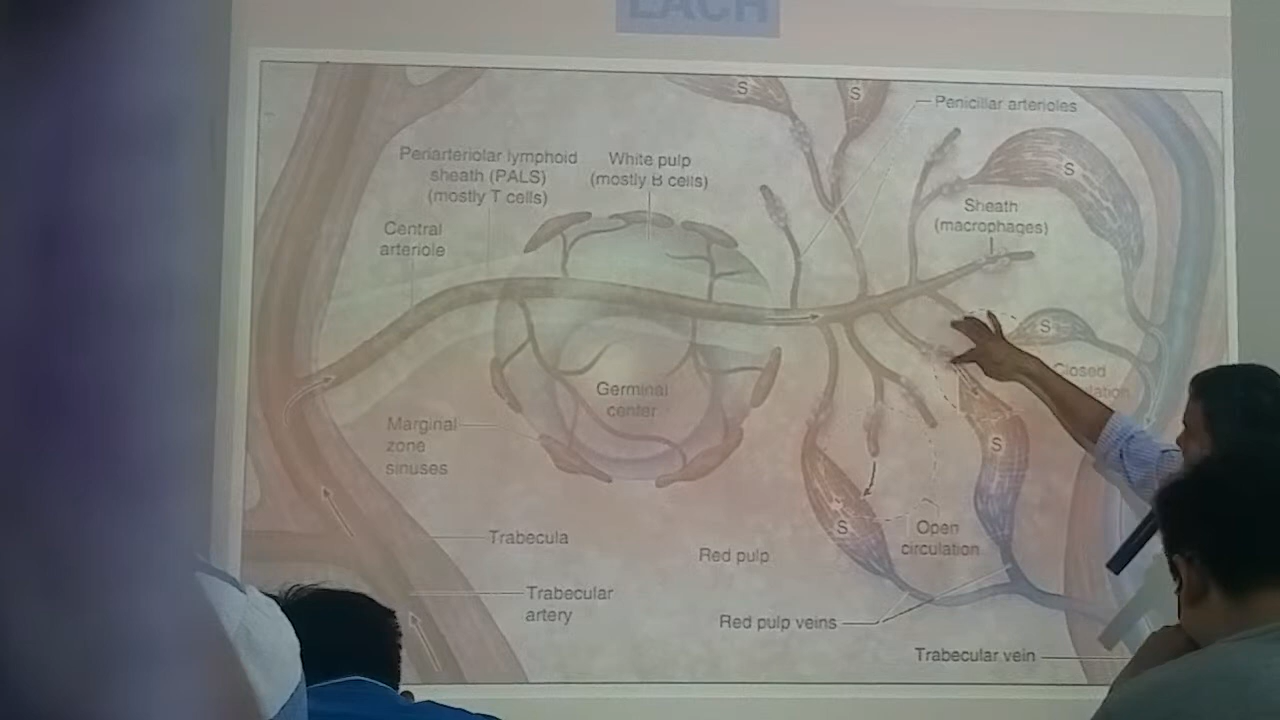 EACH
S
S
Penicillar arterioles
Periarteriolar lymphoid
sheath (PALS)
(mostly T cells)
White pulp
(mostly B cells)
S
Central
arteriole
Sheath
(macrophages)
S
Closed
Germinal
center
Marginal
zone
sinuses
S
S
Open
circulation
Trabecula
Red pulp
Trabecular
artery
Red pulp veins
Trabecular vein